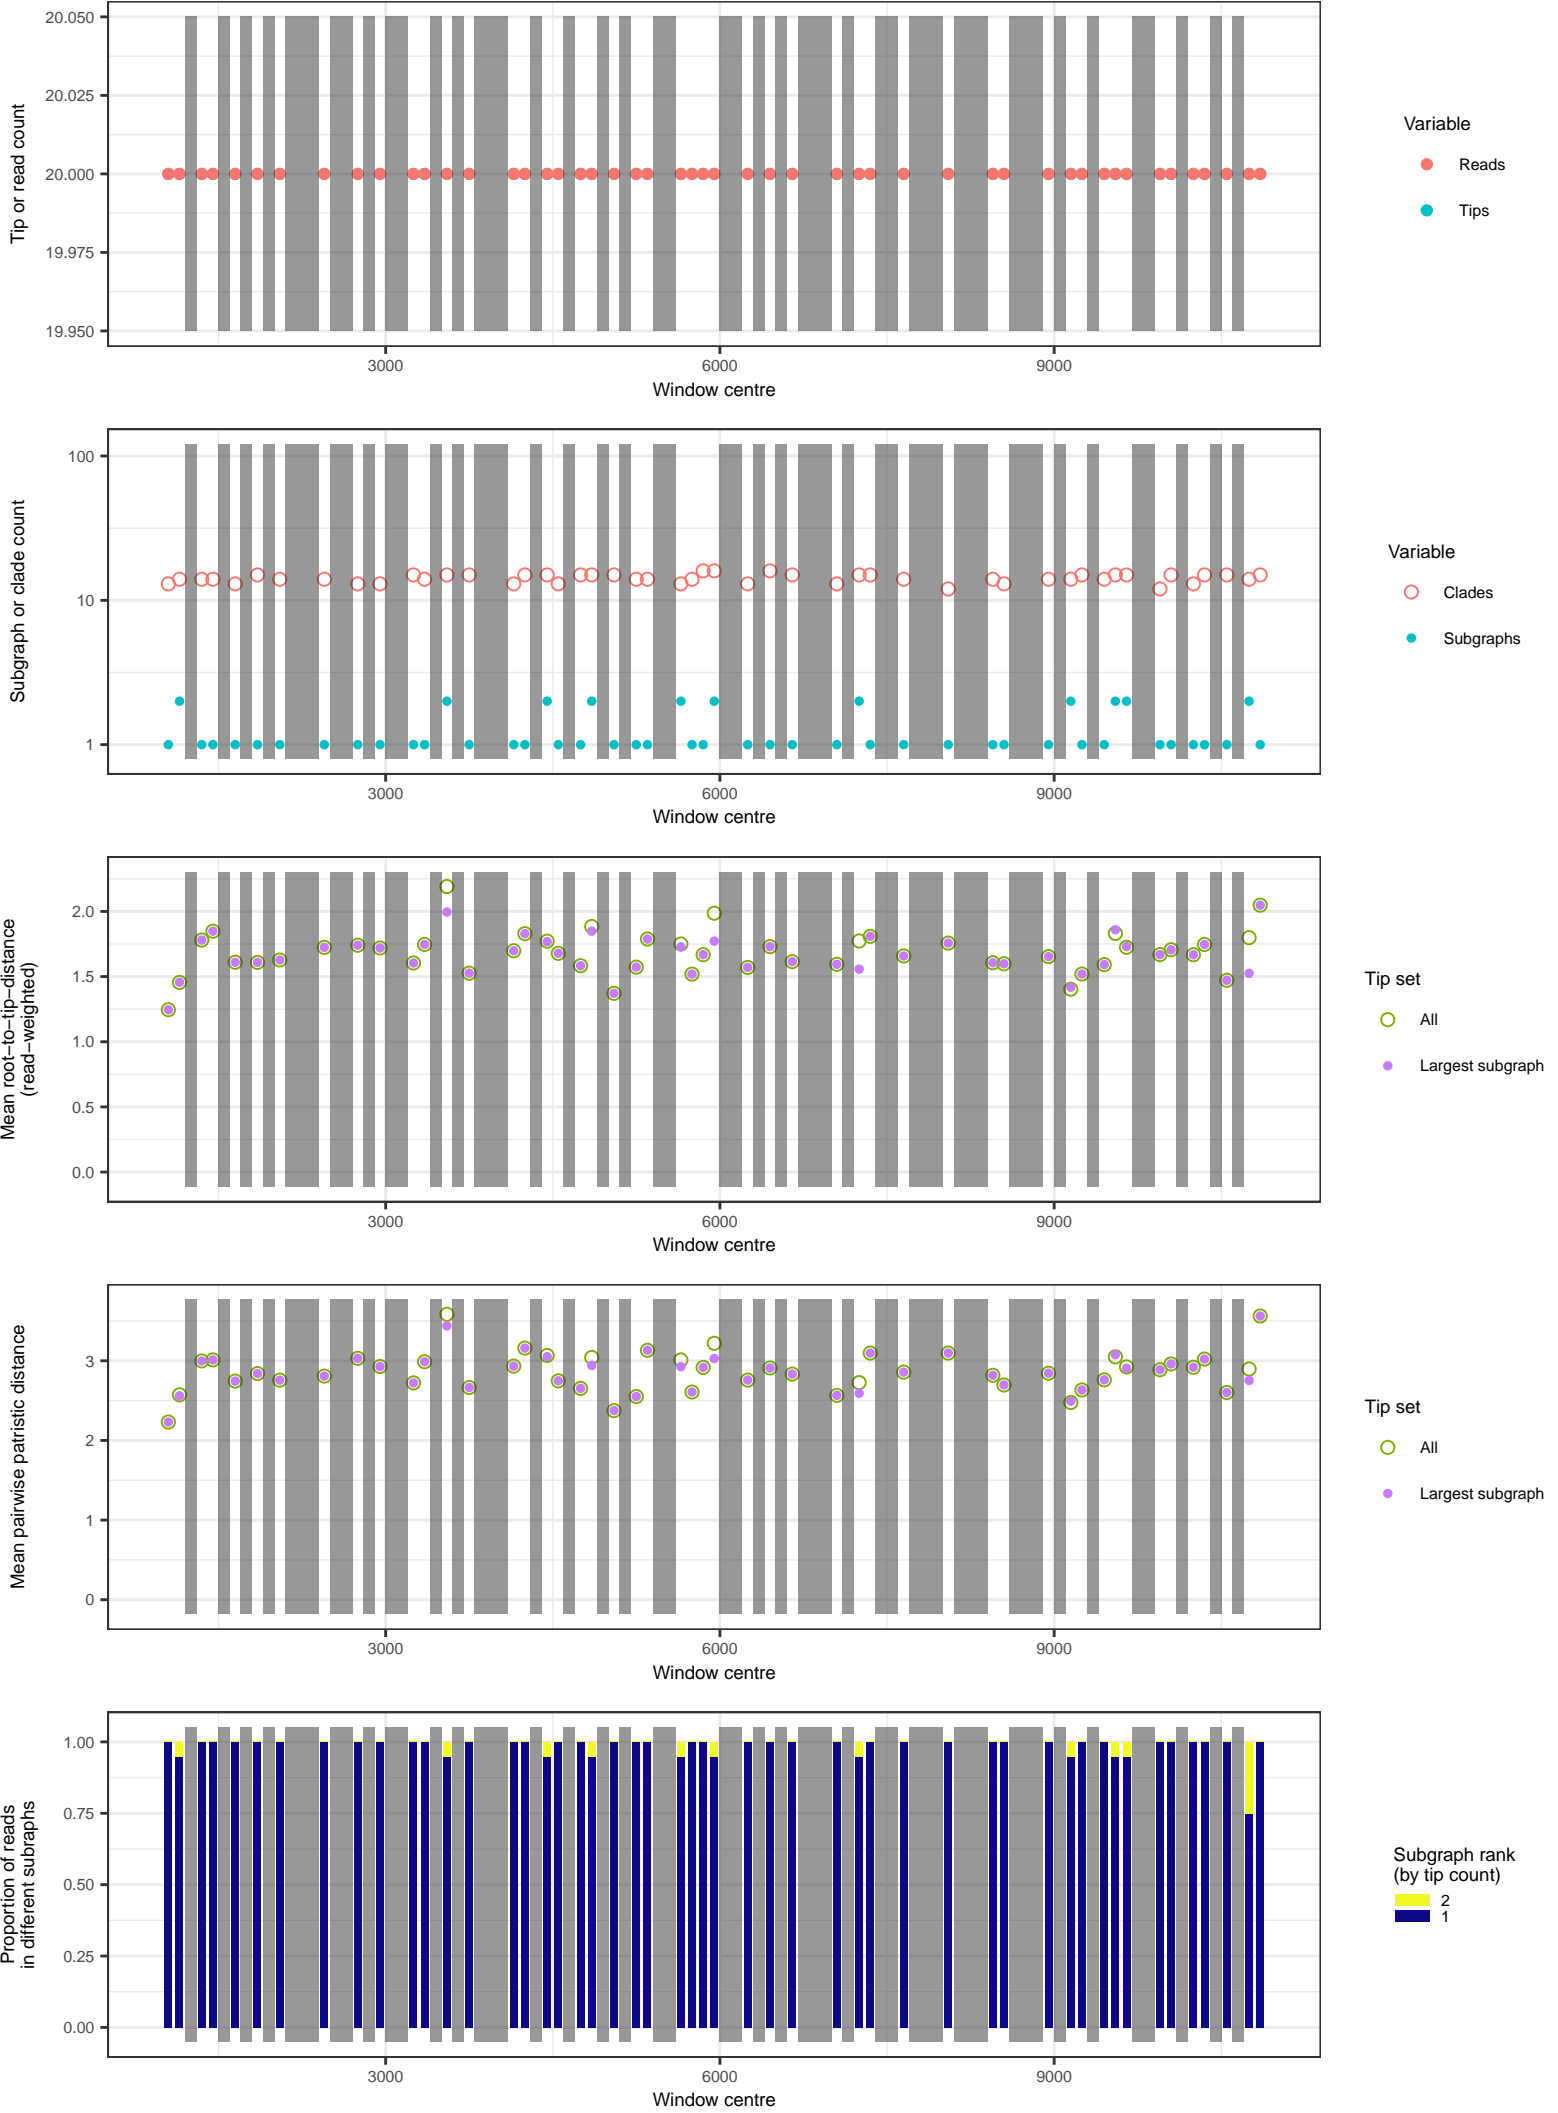 20.050
20.025
20.000
19.975
19.950
Tip or read count
3000
6000
9000
Window centre
Variable
Reads
Tips
100
10
1
Subgraph or clade count
3000
6000
9000
Window centre
Variable
Clades
Subgraphs
2.0
1.5
1.0
0.5
0.0
Mean root−to−tip−distance
(read−weighted)
3000
6000
9000
Window centre
Tip set
All
Largest subgraph
3
2
1
0
Mean pairwise patristic distance
3000
6000
9000
Window centre
Tip set
All
Largest subgraph
1.00
0.75
0.50
0.25
0.00
Proportion of reads
in different subraphs
3000
6000
9000
Window centre
Subgraph rank
(by tip count)
2
1